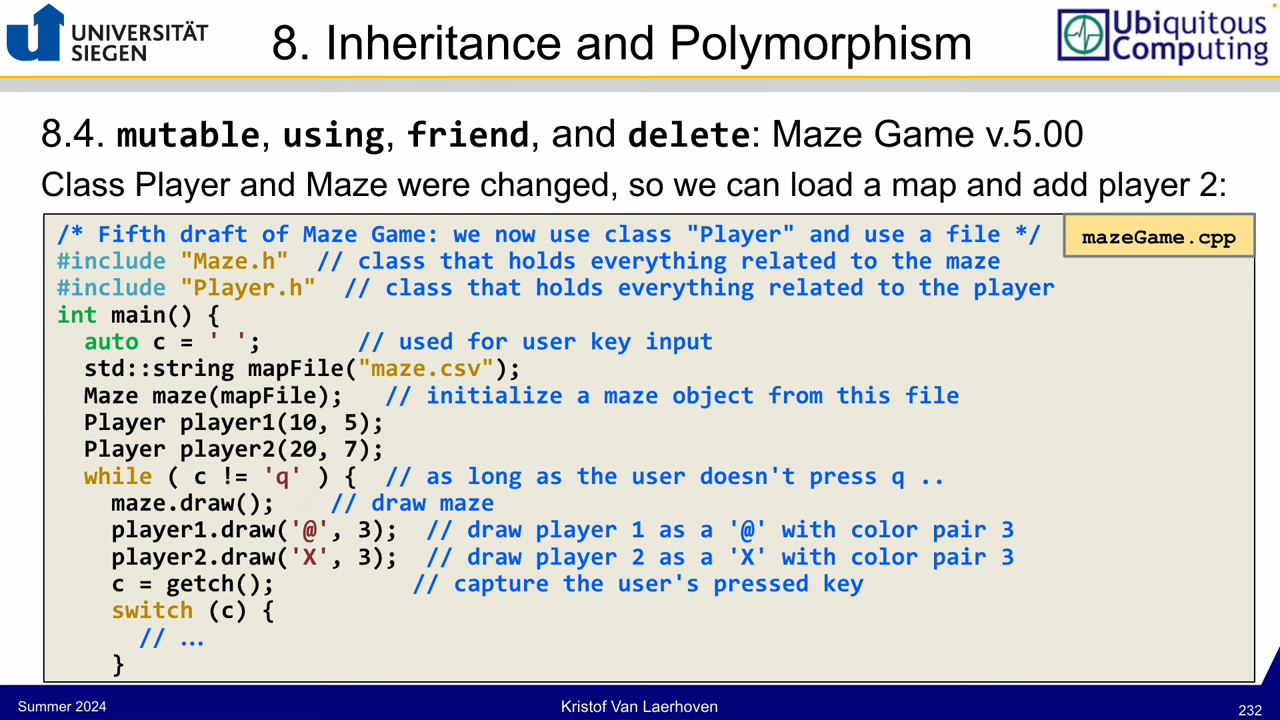 UNIVERSITÄT
SIEGEN
8. Inheritance and Polymorphism
Ubiquitous
Computing
8.4. mutable, using, friend, and delete: Maze Game v.5.00
Class Player and Maze were changed, so we can load a map and add player 2:
mazeGame.cpp
/* Fifth draft of Maze Game: we now use class "Player" and use a file */
#include "Maze.h"  // class that holds everything related to the maze
#include "Player.h"  // class that holds everything related to the player
int main() {
  auto c = ' ';       // used for user key input
  std::string mapFile("maze.csv");
  Maze maze(mapFile);   // initialize a maze object from this file
  Player player1(10, 5);
  Player player2(20, 7);
  while ( c != 'q' ) {  // as long as the user doesn't press q ..
    maze.draw();    // draw maze
    player1.draw('@', 3);  // draw player 1 as a '@' with color pair 3
    player2.draw('X', 3);  // draw player 2 as a 'X' with color pair 3
    c = getch();          // capture the user's pressed key
    switch (c) {
      // …
    }
Summer 2024
Kristof Van Laerhoven
232